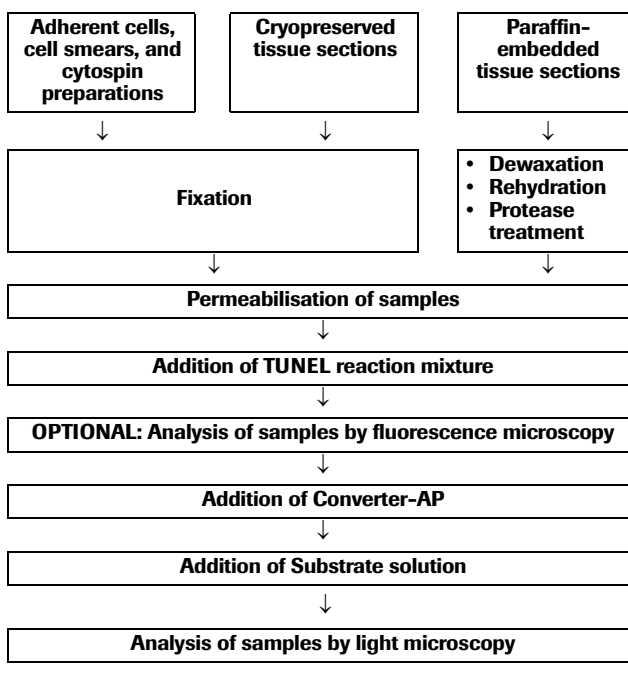 Adherent cells,
cell smears, and
cytospin
preparations
Cryopreserved
tissue sections
Paraffin-
embedded
tissue sections
↓ ↓ ↓
Fixation
• Dewaxation
• Rehydration
• Protease
treatment
↓ ↓
Permeabilisation of samples
↓
Addition of TUNEL reaction mixture
↓
OPTIONAL: Analysis of samples by fluorescence microscopy
↓
Addition of Converter-AP
↓
Addition of Substrate solution
↓
Analysis of samples by light microscopy